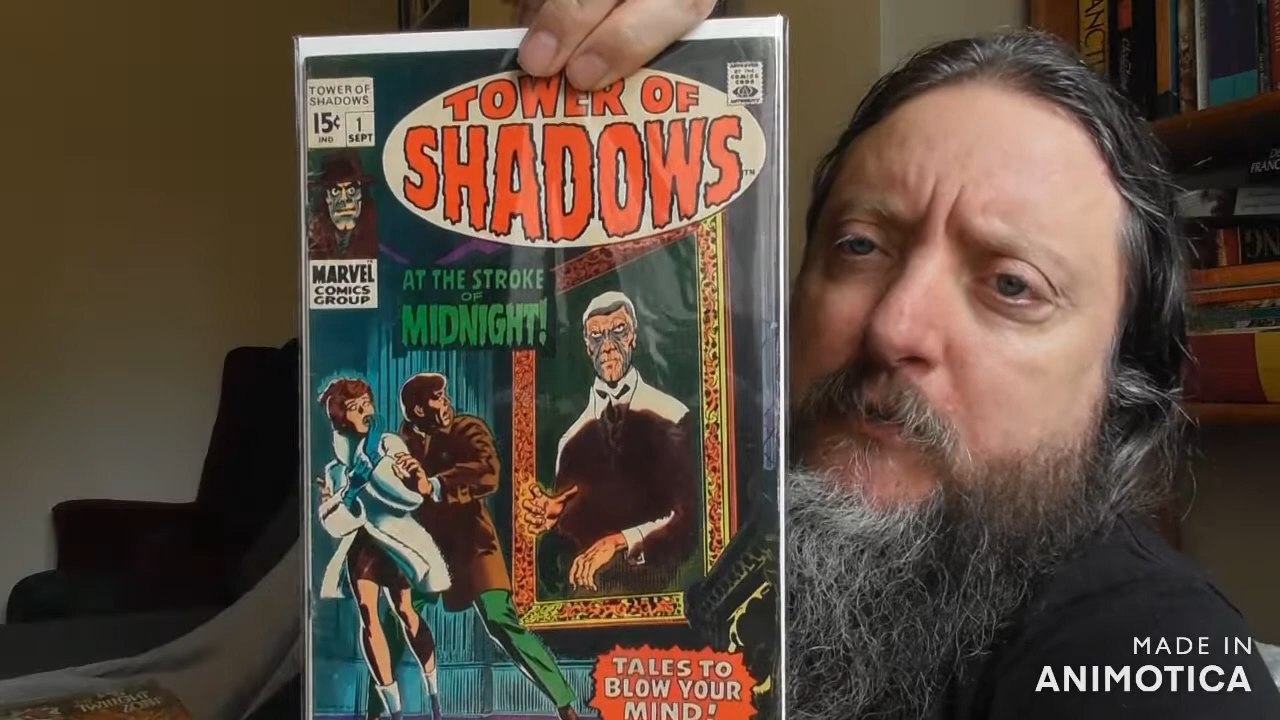 TOWER OF
SHADOWS
15¢
IND
1
SEPT
MARVEL
COMICS
GROUP
APPROVED
BY THE
COMICS
CODE
AUTHORITY
TOWER OF
SHADOWS
TM
AT THE STROKE
OF
MIDNIGHT!
TALES TO
BLOW YOUR
MIND!
MADE IN
ANIMOTICA